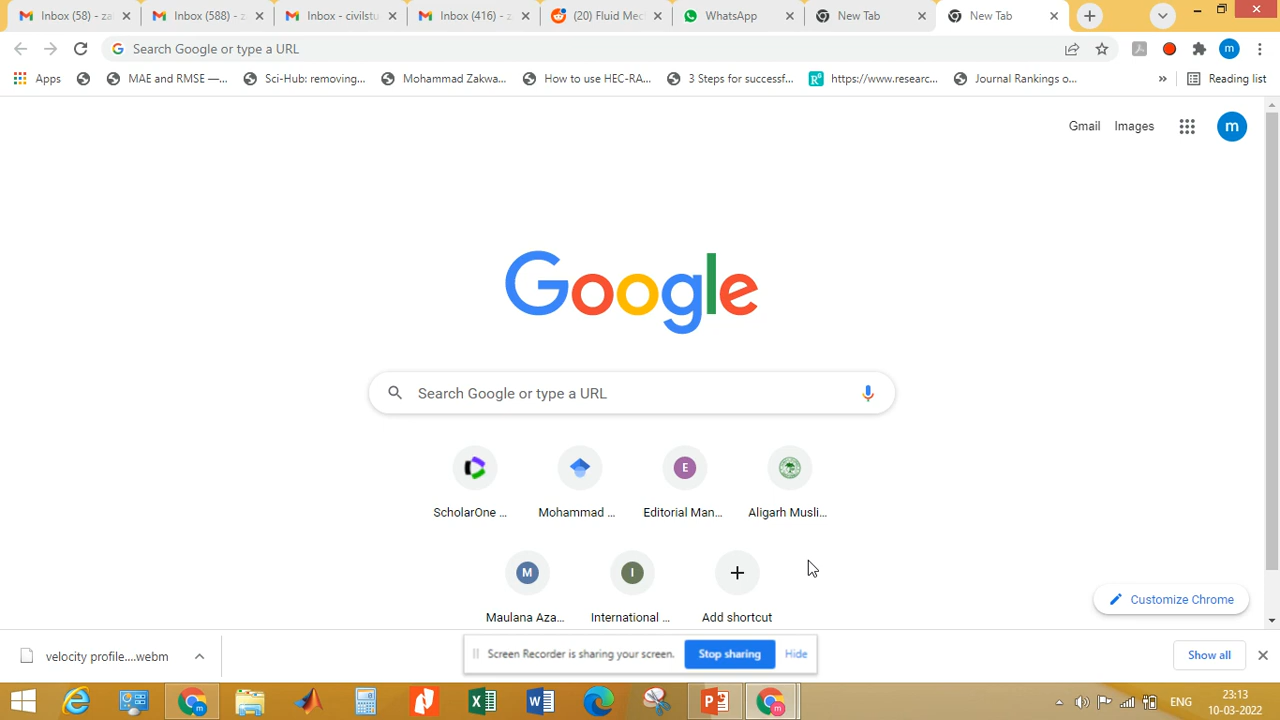 Inbox (58) - za
Inbox (588) - z
Inbox - civilstu
Inbox (416) - z
(20) Fluid Mec
WhatsApp
New Tab
New Tab
Search Google or type a URL
m
Apps
MAE and RMSE —...
Sci-Hub: removing...
Mohammad Zakwa...
How to use HEC-RA...
3 Steps for successf...
R⁶
https://www.researc...
Journal Rankings o...
»
Reading list
Gmail
Images
m
Google
Search Google or type a URL
ScholarOne ...
Mohammad ...
E
Editorial Man...
Aligarh Musli...
M
Maulana Aza...
I
International ...
Add shortcut
Customize Chrome
velocity profile....webm
Screen Recorder is sharing your screen.
Stop sharing
Hide
Show all
ENG
23:13
10-03-2022